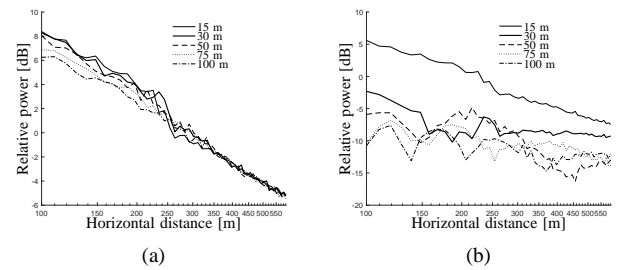 10
8
6
4
2
0
-2
-4
-6
Relative power [dB]
15 m
30 m
50 m
75 m
100 m
100 150 200 250 300 350 400 450 500 550
Horizontal distance [m]
(a)
10
5
0
-5
-10
-15
-20
Relative power [dB]
15 m
30 m
50 m
75 m
100 m
100 150 200 250 300 350 400 450 500 550
Horizontal distance [m]
(b)